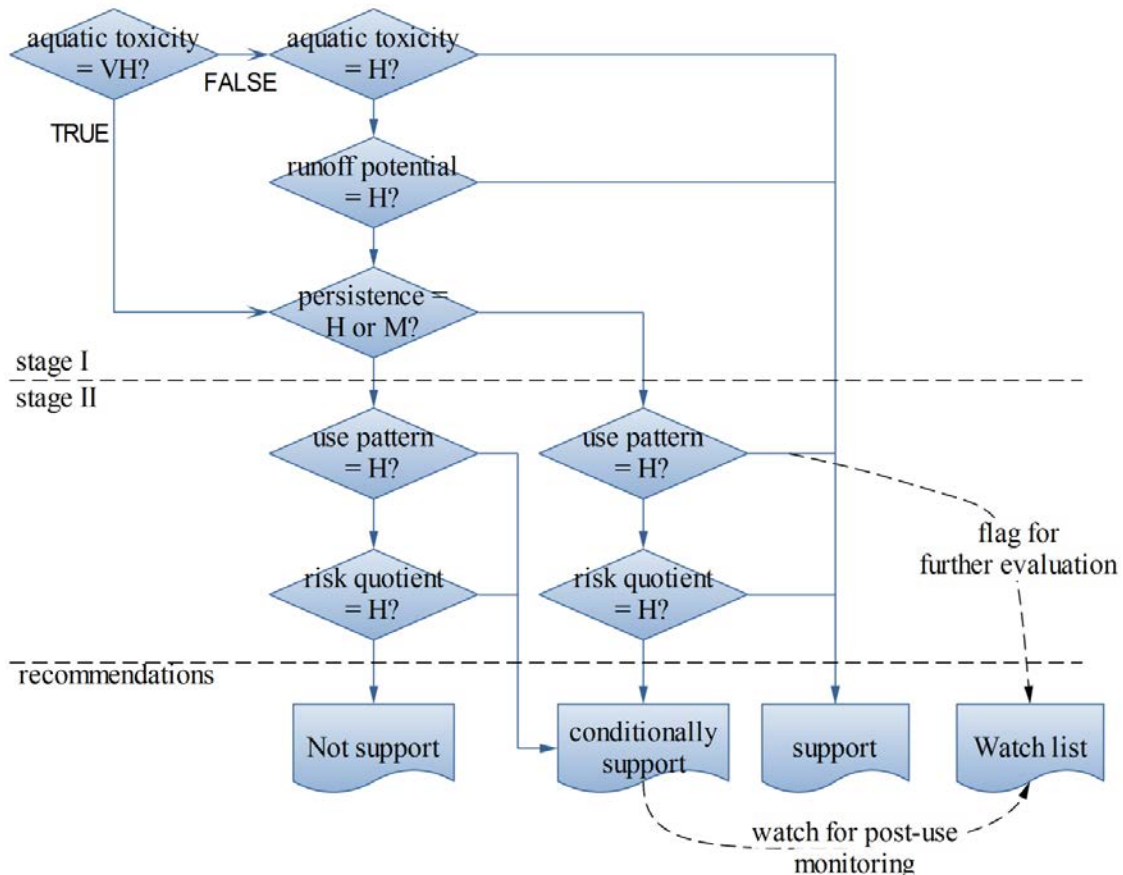 aquatic toxicity
= VH?
aquatic toxicity
= H?
FALSE
TRUE
runoff potential
= H?
persistence =
H or M?
stage I
stage II
use pattern
= H?
use pattern
= H?
flag for
further evaluation
risk quotient
= H?
risk quotient
= H?
recommendations
Not support
conditionally
support
support
Watch list
watch for post-use
monitoring